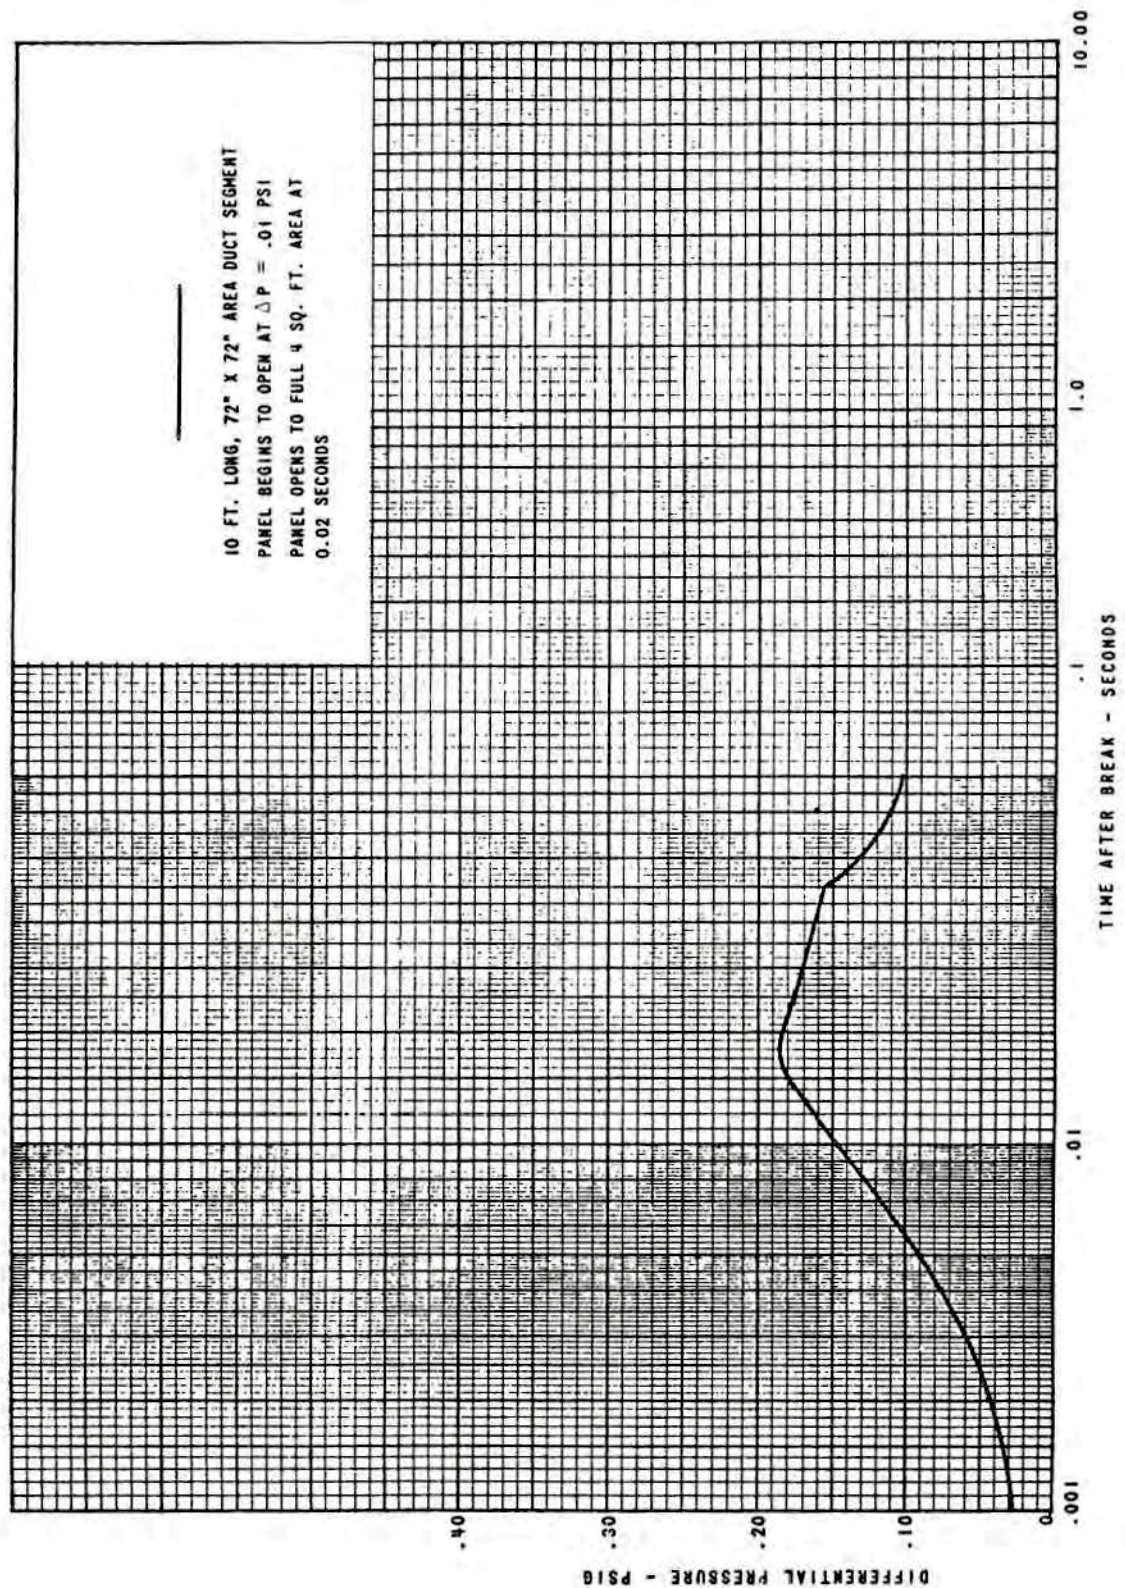 10 FT. LONG, 72" X 72" AREA DUCT SEGMENT
PANEL BEGINS TO OPEN AT △P = .01 PSI
PANEL OPENS TO FULL 4 SQ. FT. AREA AT
0.02 SECONDS
DIFFERENTIAL PRESSURE - PSIG
.40
.30
.20
.10
0
.001
.01
.1
1.0
10.00
TIME AFTER BREAK - SECONDS